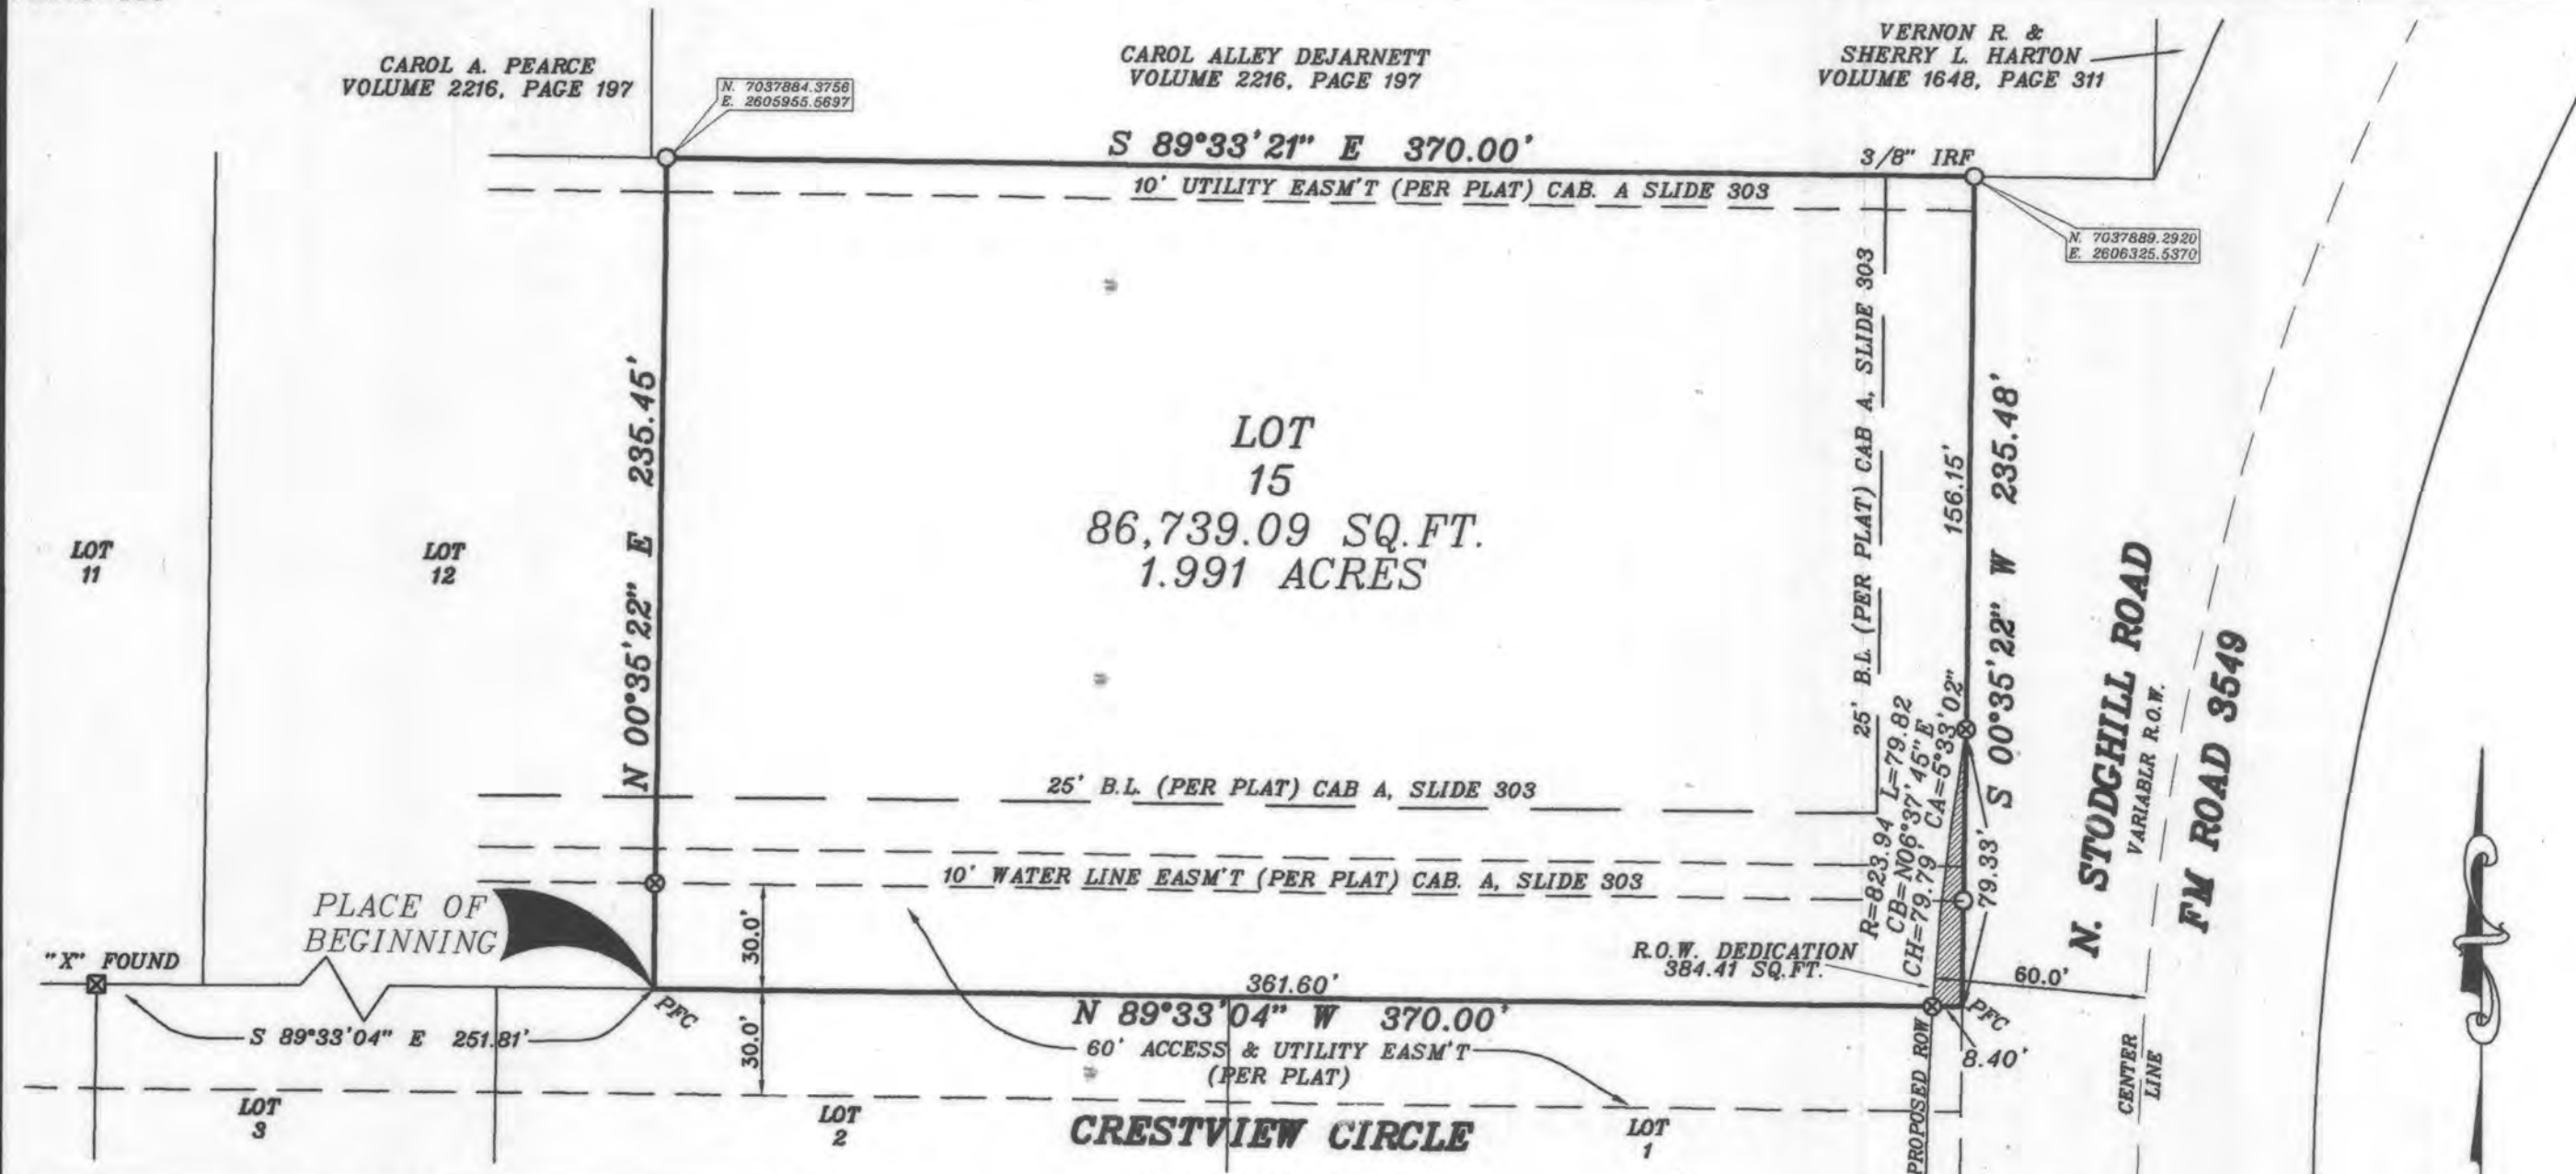 CAROL A. PEARCE
VOLUME 2216, PAGE 197
N. 7037884.3756
E. 2605955.5697
CAROL ALLEY DEJARNETT
VOLUME 2216, PAGE 197
VERNON R. &
SHERRY L. HARTON
VOLUME 1648, PAGE 311
S 89°33'21" E 370.00'
3/8" IRF
10' UTILITY EASM'T (PER PLAT) CAB. A SLIDE 303
N. 7037889.2920
E. 2606325.5370
LOT
11
LOT
12
N 00°35'22" E 235.45'
LOT
15
86,739.09 SQ.FT.
1.991 ACRES
25' B.L. (PER PLAT) CAB A, SLIDE 303
156.15'
S 00°35'22" W 235.48'
N. STODGHILL ROAD
VARIABLR R.O.W.
FM ROAD 3549
25' B.L. (PER PLAT) CAB A, SLIDE 303
R=823.94 L=79.82
CB=N06°37'45"E
CH=79.79' CA=5°33'02"
79.33'
10' WATER LINE EASM'T (PER PLAT) CAB. A, SLIDE 303
PLACE OF
BEGINNING
"X" FOUND
30.0'
R.O.W. DEDICATION
384.41 SQ.FT.
60.0'
361.60'
PFC
N 89°33'04" W 370.00'
PFC
S 89°33'04" E 251.81'
30.0'
60' ACCESS & UTILITY EASM'T
(PER PLAT)
8.40'
PROPOSED ROW
CENTER
LINE
LOT
3
LOT
2
CRESTVIEW CIRCLE
LOT
1